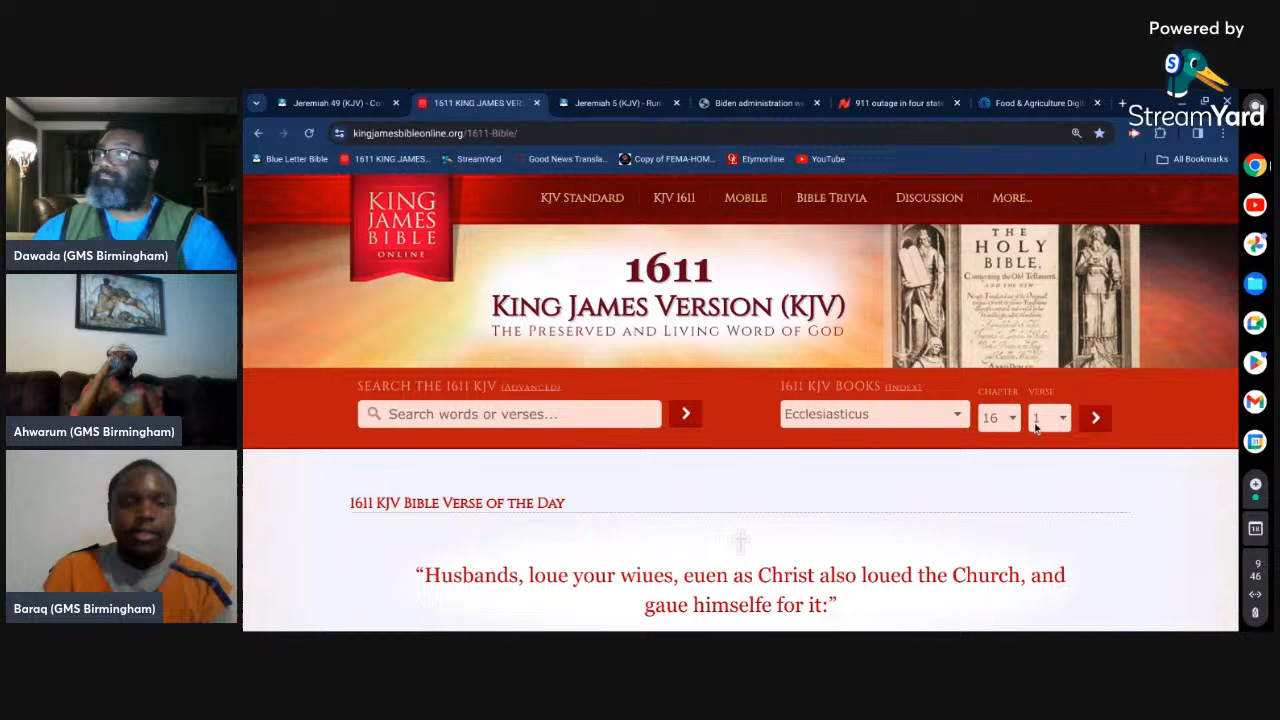 Powered by
StreamYard
Dawada (GMS Birmingham)
Ahwarum (GMS Birmingham)
Baraq (GMS Birmingham)
Jeremiah 49 (KJV) - Co
1611 KING JAMES VER
Jeremiah 5 (KJV) - Run
Biden administration w
911 outage in four stat
Food & Agriculture Digi
kingjamesbibleonline.org/1611-Bible/
Blue Letter Bible
1611 KING JAMES...
StreamYard
Good News Transla...
Copy of FEMA-HOM...
Etymonline
YouTube
All Bookmarks
KING
JAMES
BIBLE
ONLINE
KJV STANDARD
KJV 1611
MOBILE
BIBLE TRIVIA
DISCUSSION
MORE...
1611
KING JAMES VERSION (KJV)
THE PRESERVED AND LIVING WORD OF GOD
THE
HOLY
BIBLE,
SEARCH THE 1611 KJV (ADVANCED)
Search words or verses...
1611 KJV BOOKS (INDEX)
Ecclesiasticus
CHAPTER
16
VERSE
1
1611 KJV BIBLE VERSE OF THE DAY
“Husbands, loue your wiues, euen as Christ also loued the Church, and
gaue himselfe for it:”
9
46